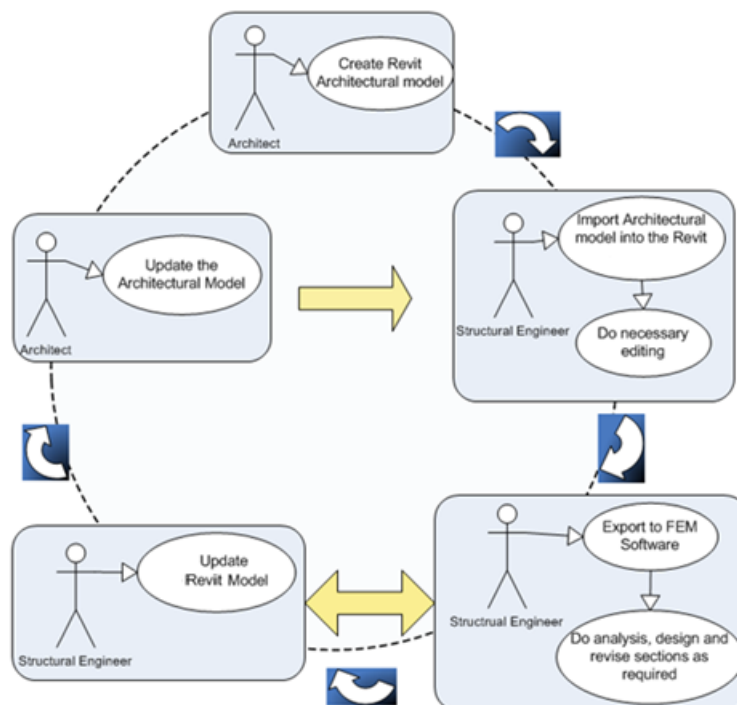 Create Revit
Architectural model
Architect
Import Architectural
model into the Revit
Structural Engineer
Do necessary
editing
Update the
Architectural Model
Architect
Export to FEM
Software
Structrual Engineer
Do analysis, design and
revise sections as
required
Update
Reviit Model
Structural Engineer